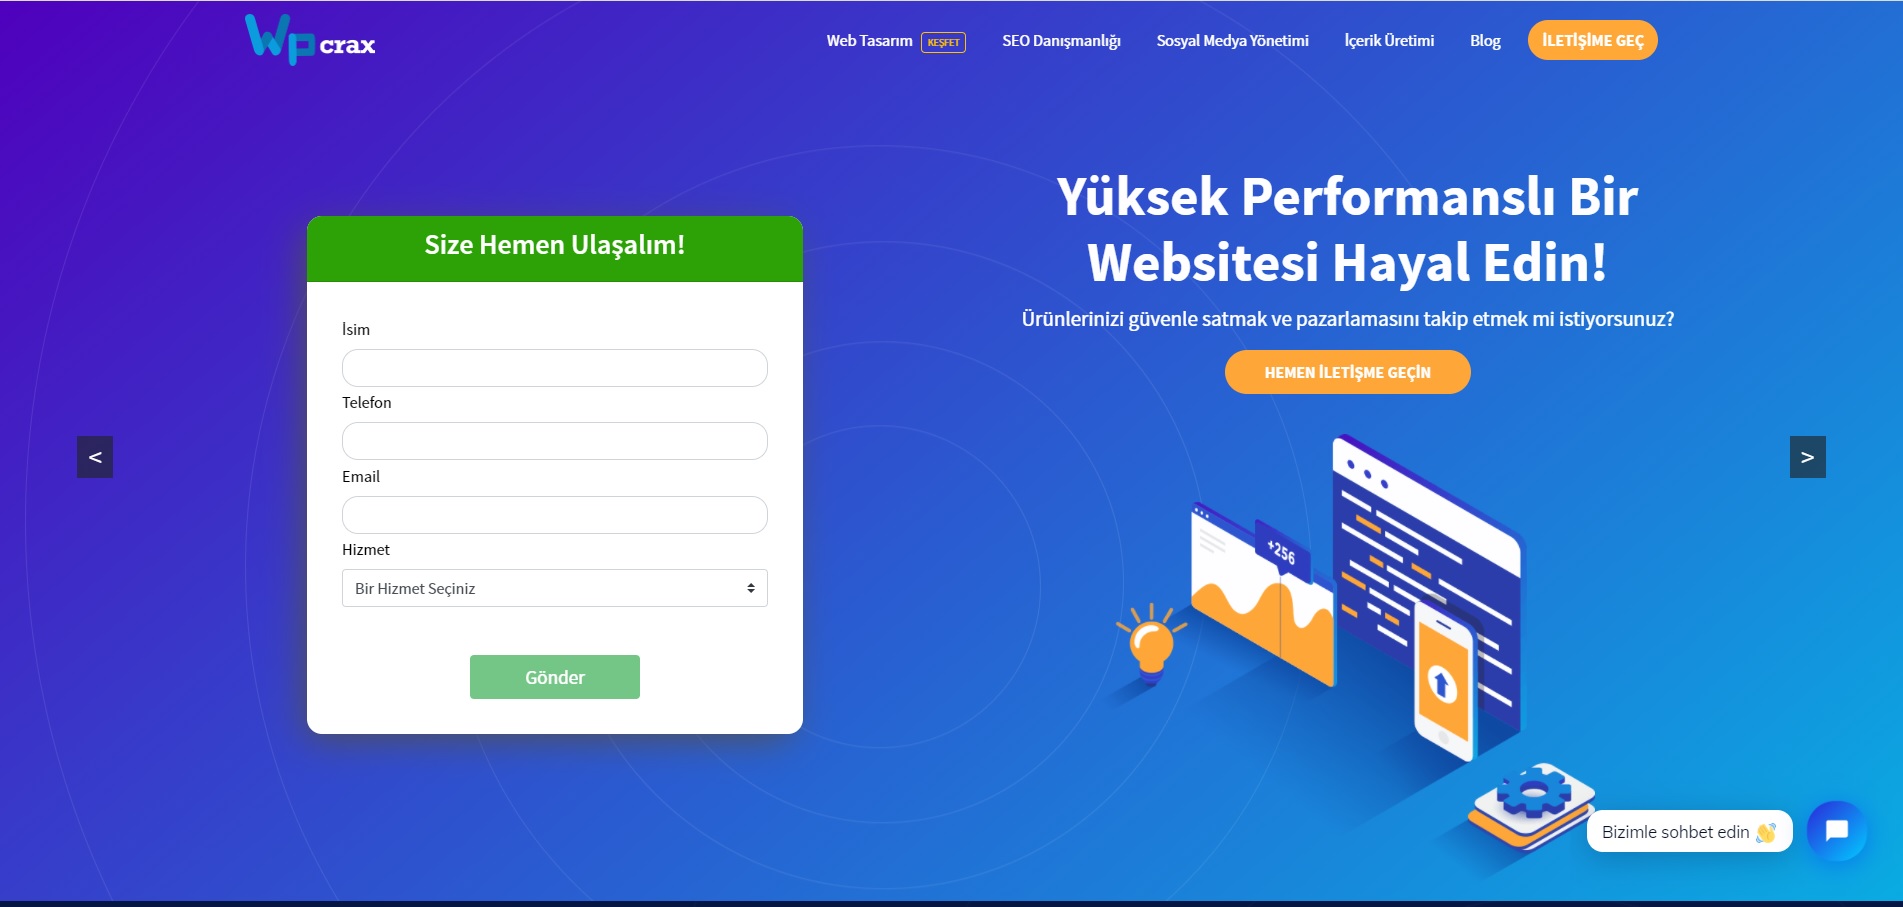 Wp crax
Web Tasarım KEŞFET SEO Danışmanlığı Sosyal Medya Yönetimi İçerik Üretimi Blog İLETİŞİME GEÇ
Size Hemen Ulaşalım!
İsim
Telefon
Email
Hizmet
Bir Hizmet Seçiniz
Gönder
<
Yüksek Performanslı Bir
Websitesi Hayal Edin!
Ürünlerinizi güvenle satmak ve pazarlamasını takip etmek mi istiyorsunuz?
HEMEN İLETİŞME GEÇİN
+256
>
Bizimle sohbet edin 👋